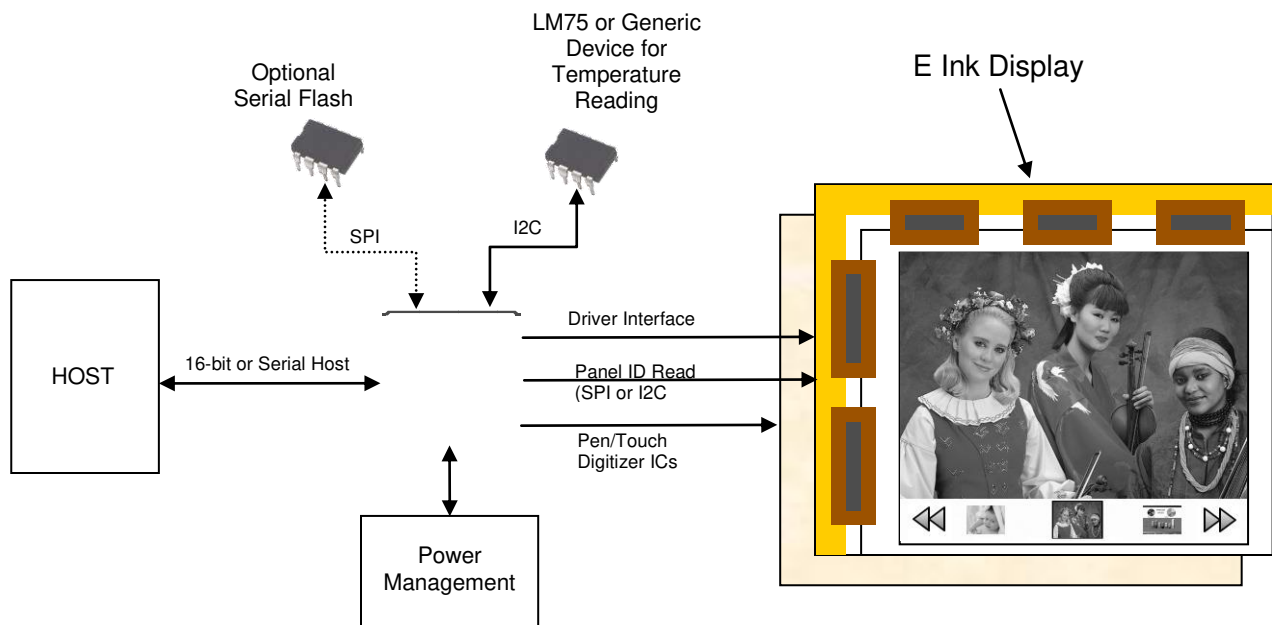 LM75 or Generic
Device for
Temperature
Reading
Optional
Serial Flash
E Ink Display
SPI
I2C
HOST
16-bit or Serial Host
Driver Interface
Panel ID Read
(SPI or I2C
Pen/Touch
Digitizer ICs
Power
Management